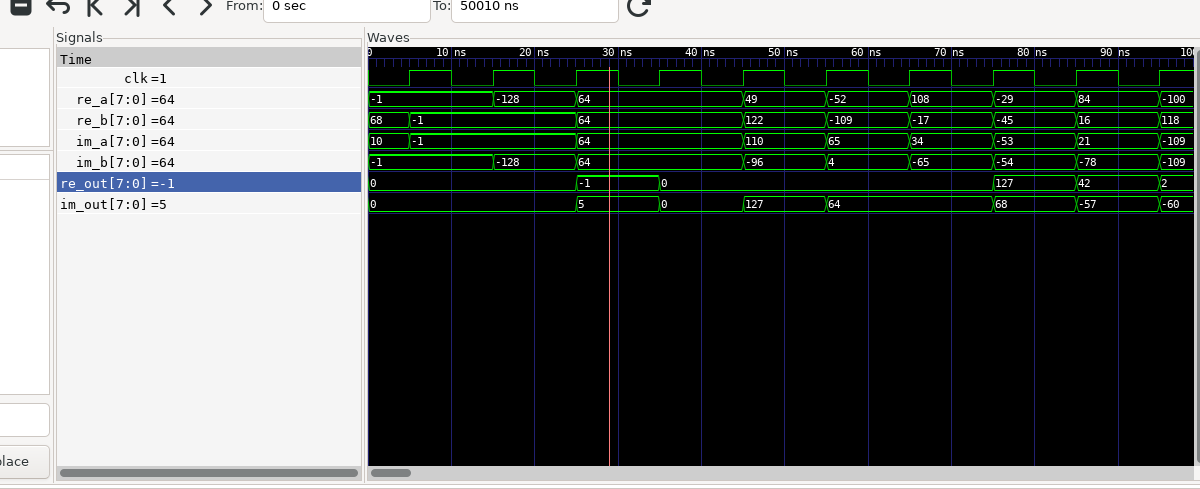 From: 0 sec To: 50010 ns
Signals Waves
Time 0 10 ns 20 ns 30 ns 40 ns 50 ns 60 ns 70 ns 80 ns 90 ns 100
clk=1
re_a[7:0]=64 -1 -128 64 49 -52 108 -29 84 -100
re_b[7:0]=64 68 -1 64 122 -109 -17 -45 16 118
im_a[7:0]=64 10 -1 64 110 65 34 -53 21 -109
im_b[7:0]=64 -1 -128 64 -96 4 -65 -54 -78 -109
re_out[7:0]=-1 0 -1 0 127 42 2
im_out[7:0]=5 0 5 0 127 64 68 -57 -60
place